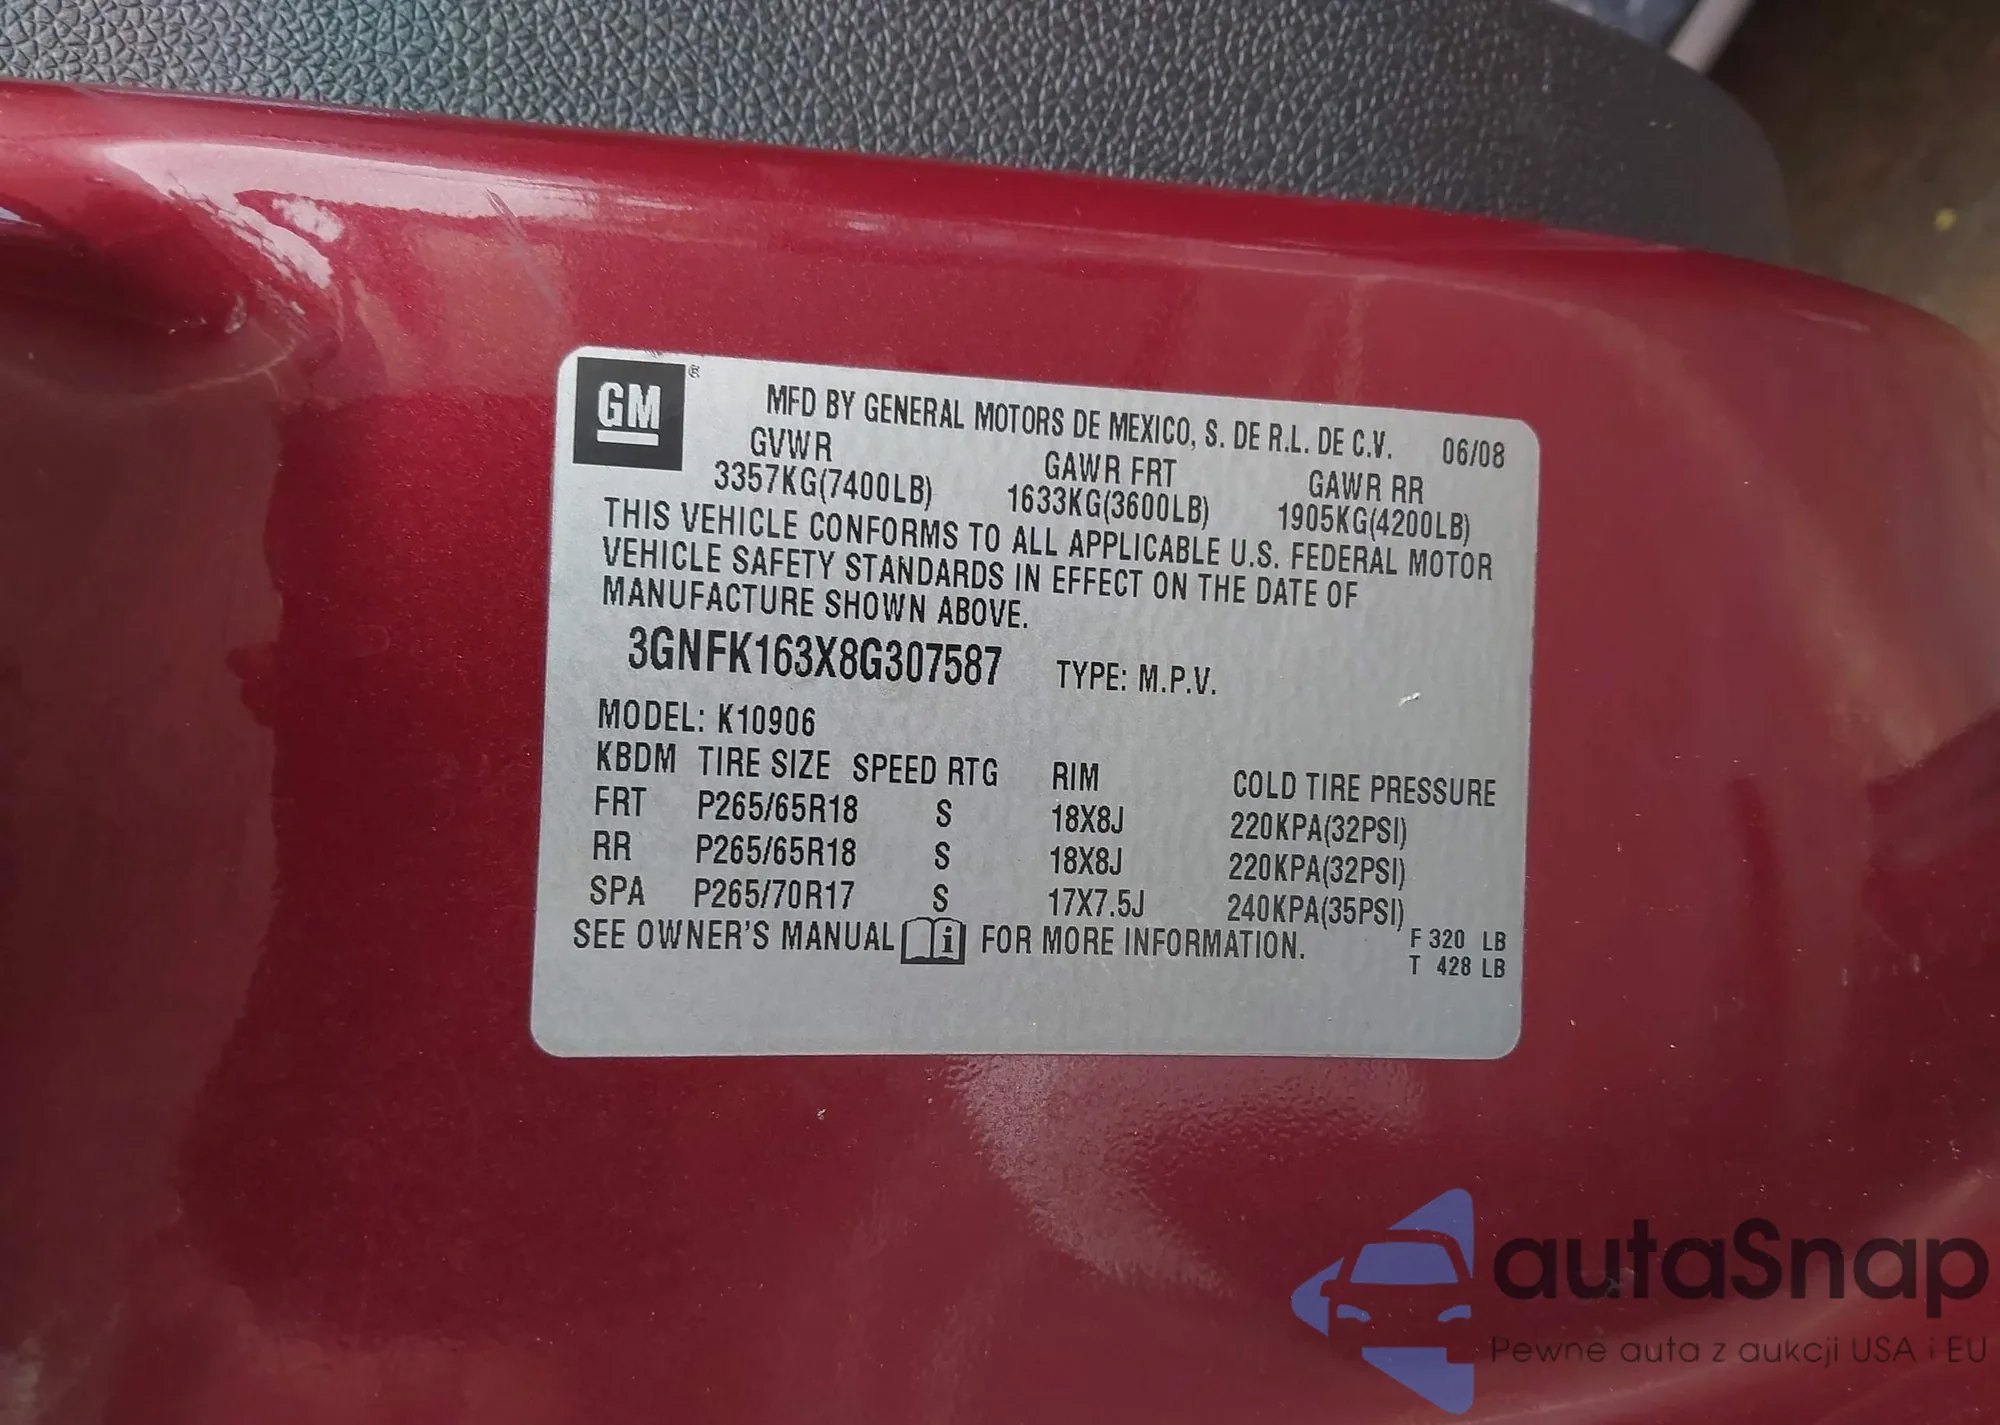 GM ®
MFD BY GENERAL MOTORS DE MEXICO, S. DE R.L. DE C.V. 06/08
GVWR GAWR FRT GAWR RR
3357KG(7400LB) 1633KG(3600LB) 1905KG(4200LB)
THIS VEHICLE CONFORMS TO ALL APPLICABLE U.S. FEDERAL MOTOR
VEHICLE SAFETY STANDARDS IN EFFECT ON THE DATE OF
MANUFACTURE SHOWN ABOVE.
3GNFK163X8G307587 TYPE: M.P.V.
MODEL: K10906
KBDM TIRE SIZE SPEED RTG RIM COLD TIRE PRESSURE
FRT P265/65R18 S 18X8J 220KPA(32PSI)
RR P265/65R18 S 18X8J 220KPA(32PSI)
SPA P265/70R17 S 17X7.5J 240KPA(35PSI)
SEE OWNER'S MANUAL i FOR MORE INFORMATION.
F 320 LB
T 428 LB
autaSnap
Pewne auta z aukcji USA i EU